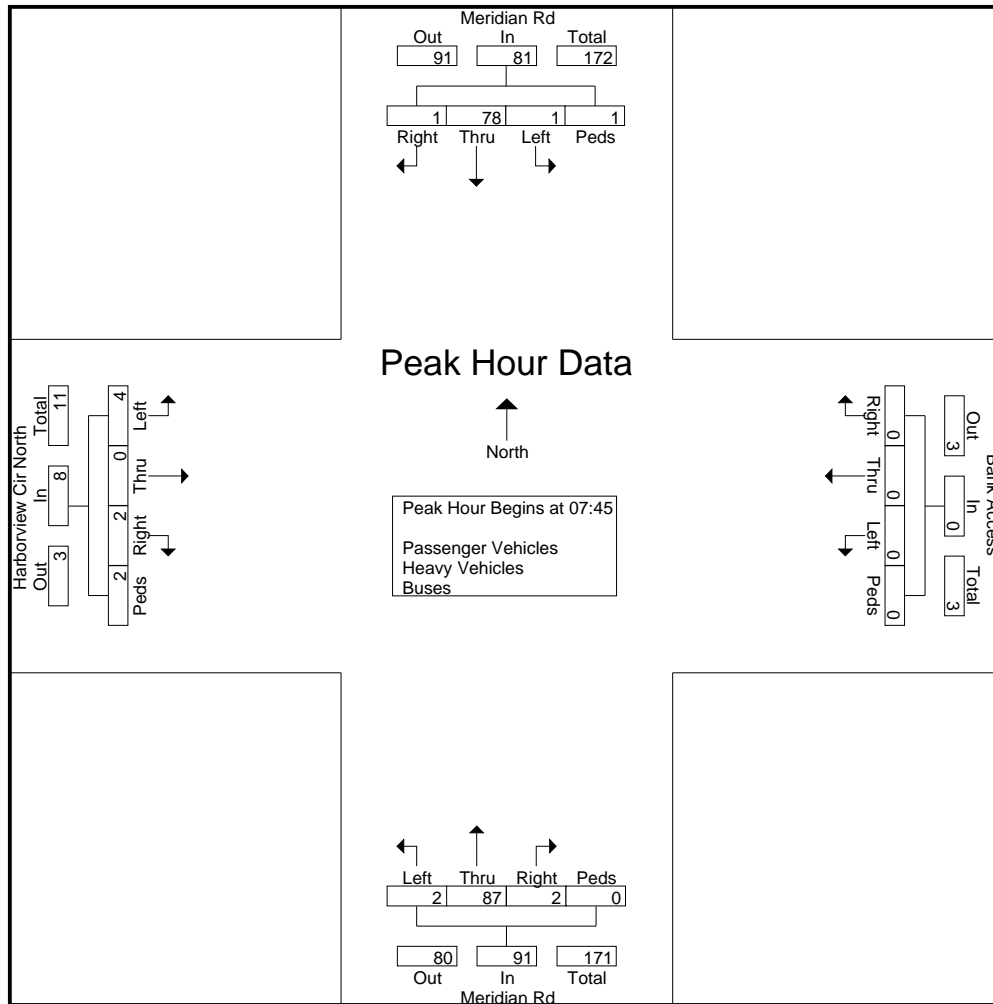 Meridian Rd
Out In Total
91 81 172
1 78 1 1
Right Thru Left Peds
Peak Hour Data
North
Peak Hour Begins at 07:45
Passenger Vehicles
Heavy Vehicles
Buses
Harborview Cir North
Out In Total
3 8 11
2 2 0 4
Peds Right Thru Left
Bank Access
Out In Total
3 0 3
0 0 0 0
Right Thru Left Peds
Left Thru Right Peds
2 87 2 0
80 91 171
Out In Total
Meridian Rd